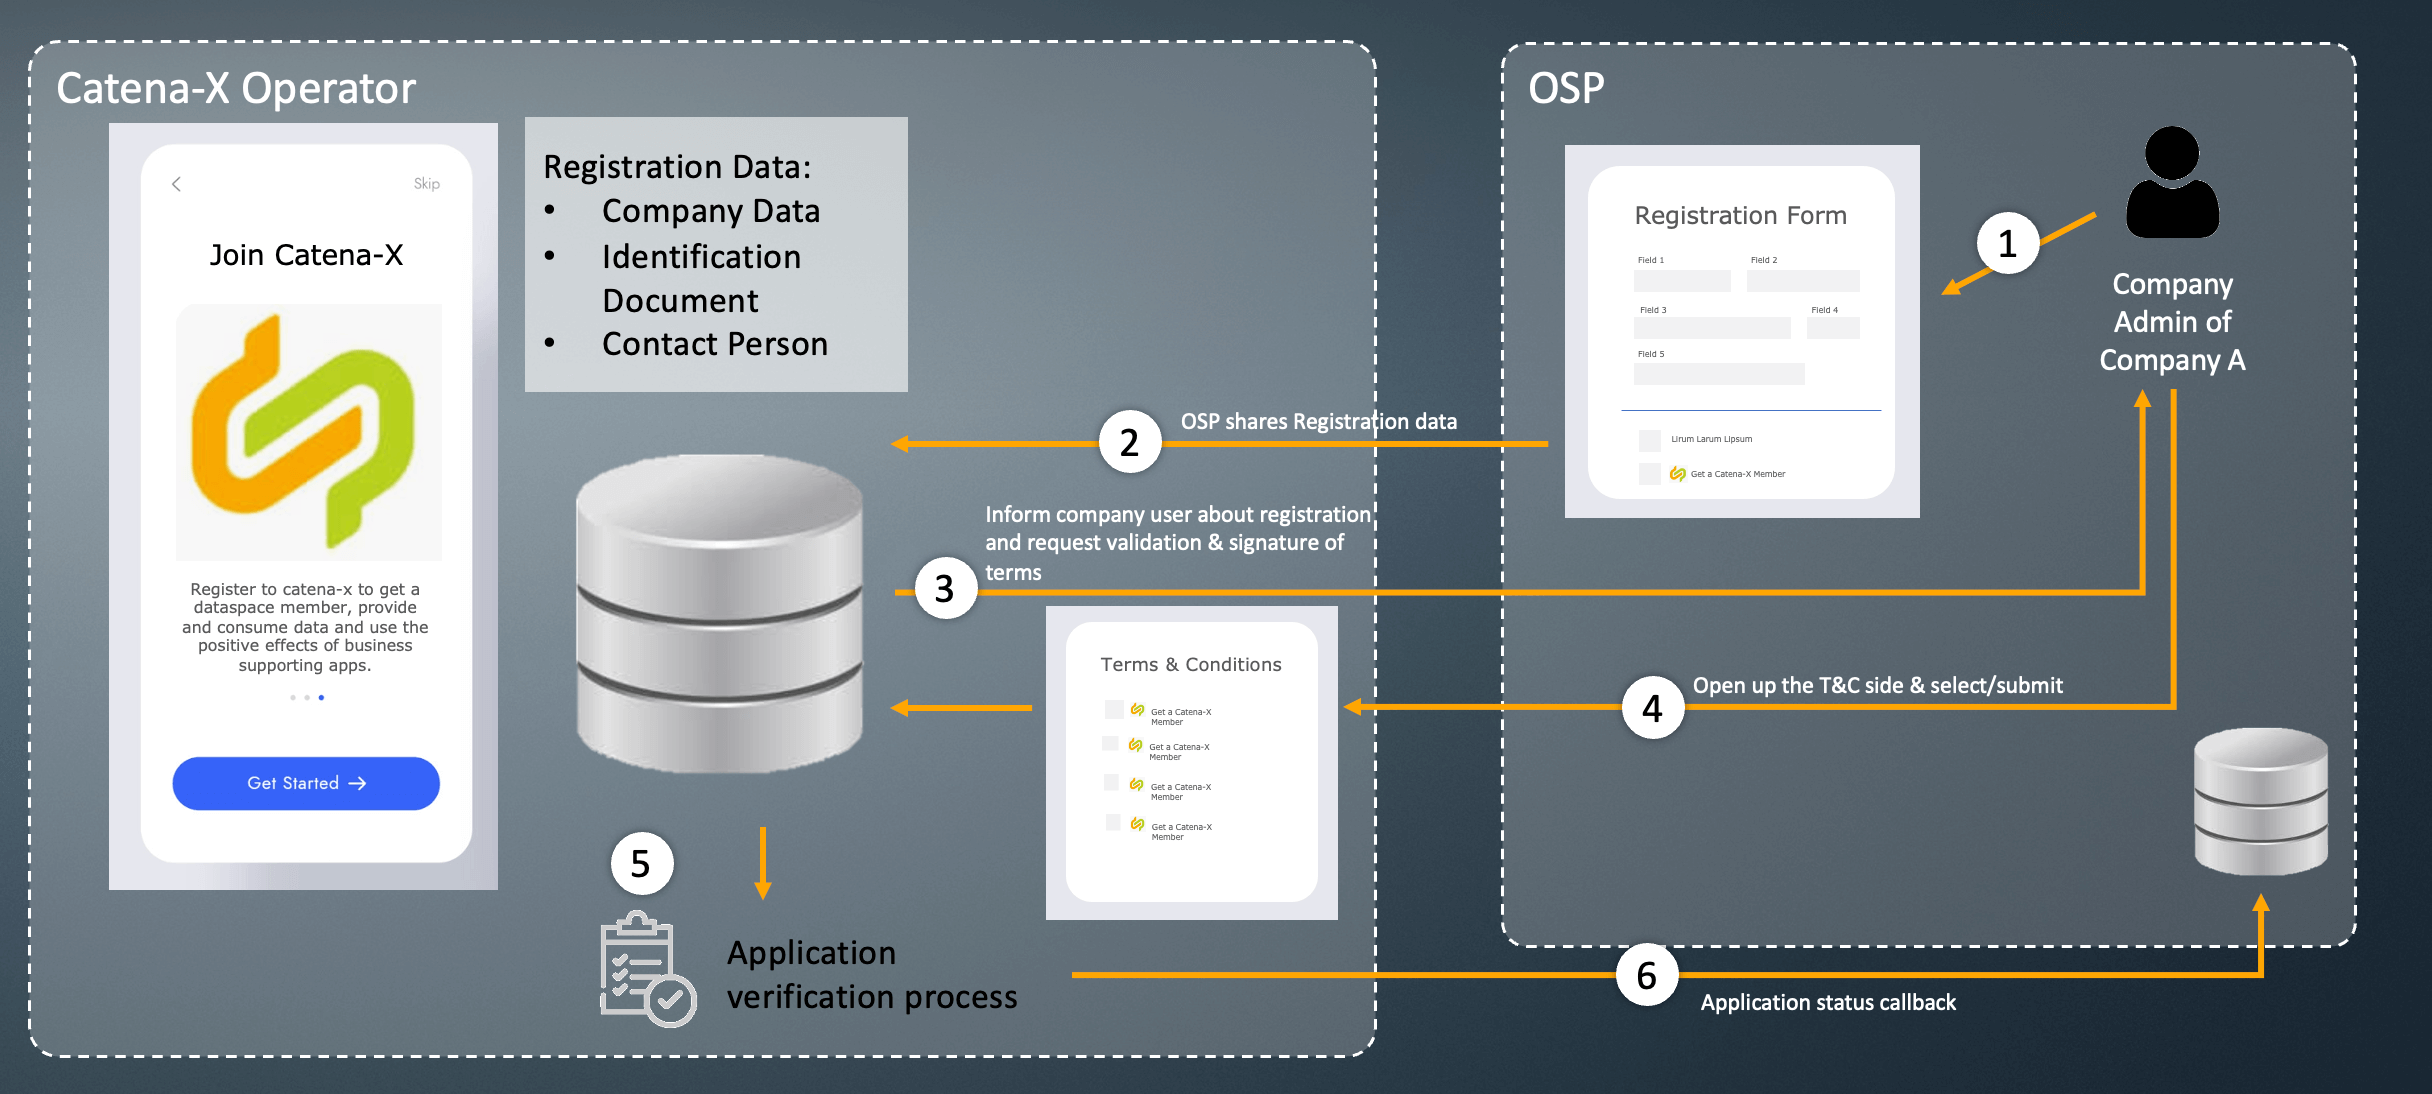 Catena-X Operator
Skip
Join Catena-X
Register to catena-x to get a
dataspace member, provide
and consume data and use the
positive effects of business
supporting apps.
Get Started →
Registration Data:
• Company Data
• Identification
Document
• Contact Person
OSP
Registration Form
Field 1
Field 2
Field 3
Field 4
Field 5
Lirum Larum Lipsum
Get a Catena-X Member
1
Company
Admin of
Company A
2
OSP shares Registration data
3
Inform company user about registration
and request validation & signature of
terms
Terms & Conditions
Get a Catena-X
Member
Get a Catena-X
Member
Get a Catena-X
Member
Get a Catena-X
Member
4
Open up the T&C side & select/submit
5
Application
verification process
6
Application status callback